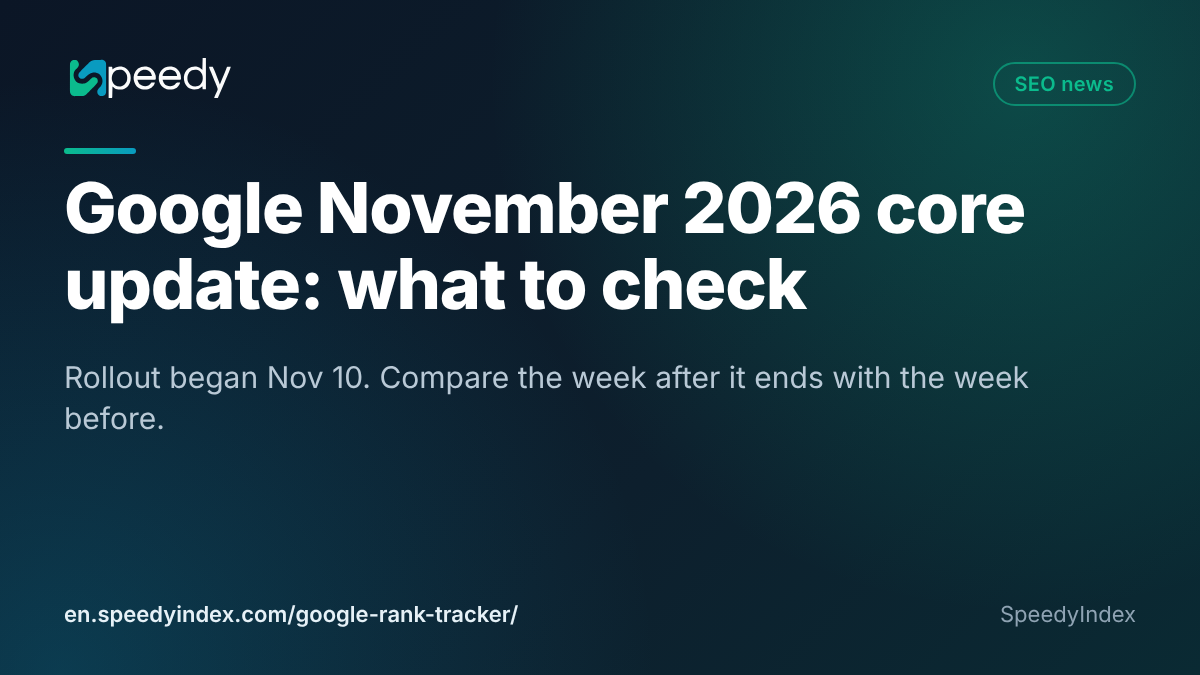 Speedy
SEO news
Google November 2026 core
update: what to check
Rollout began Nov 10. Compare the week after it ends with the week
before.
en.speedyindex.com/google-rank-tracker/
SpeedyIndex